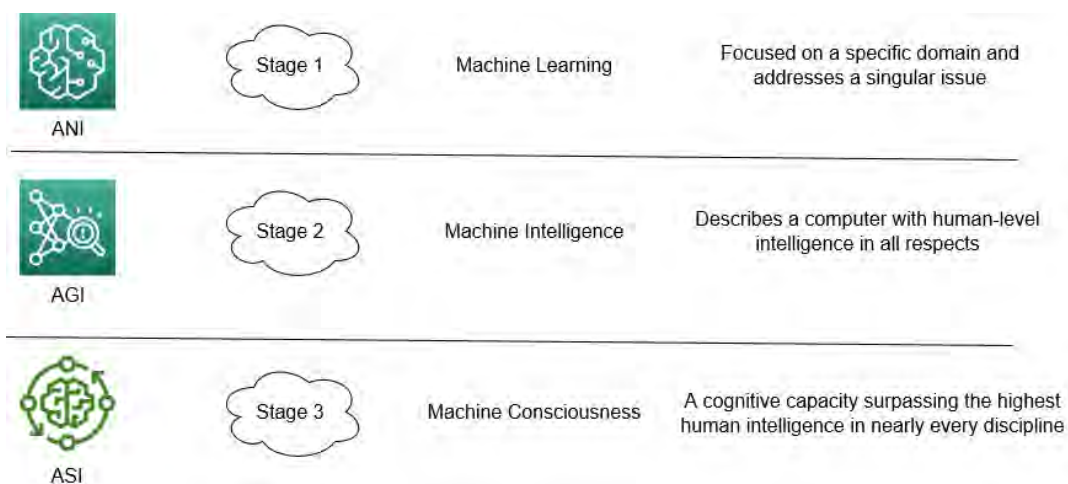 ANI
Stage 1
Machine Learning
Focused on a specific domain and
addresses a singular issue
AGI
Stage 2
Machine Intelligence
Describes a computer with human-level
intelligence in all respects
ASI
Stage 3
Machine Consciousness
A cognitive capacity surpassing the highest
human intelligence in nearly every discipline